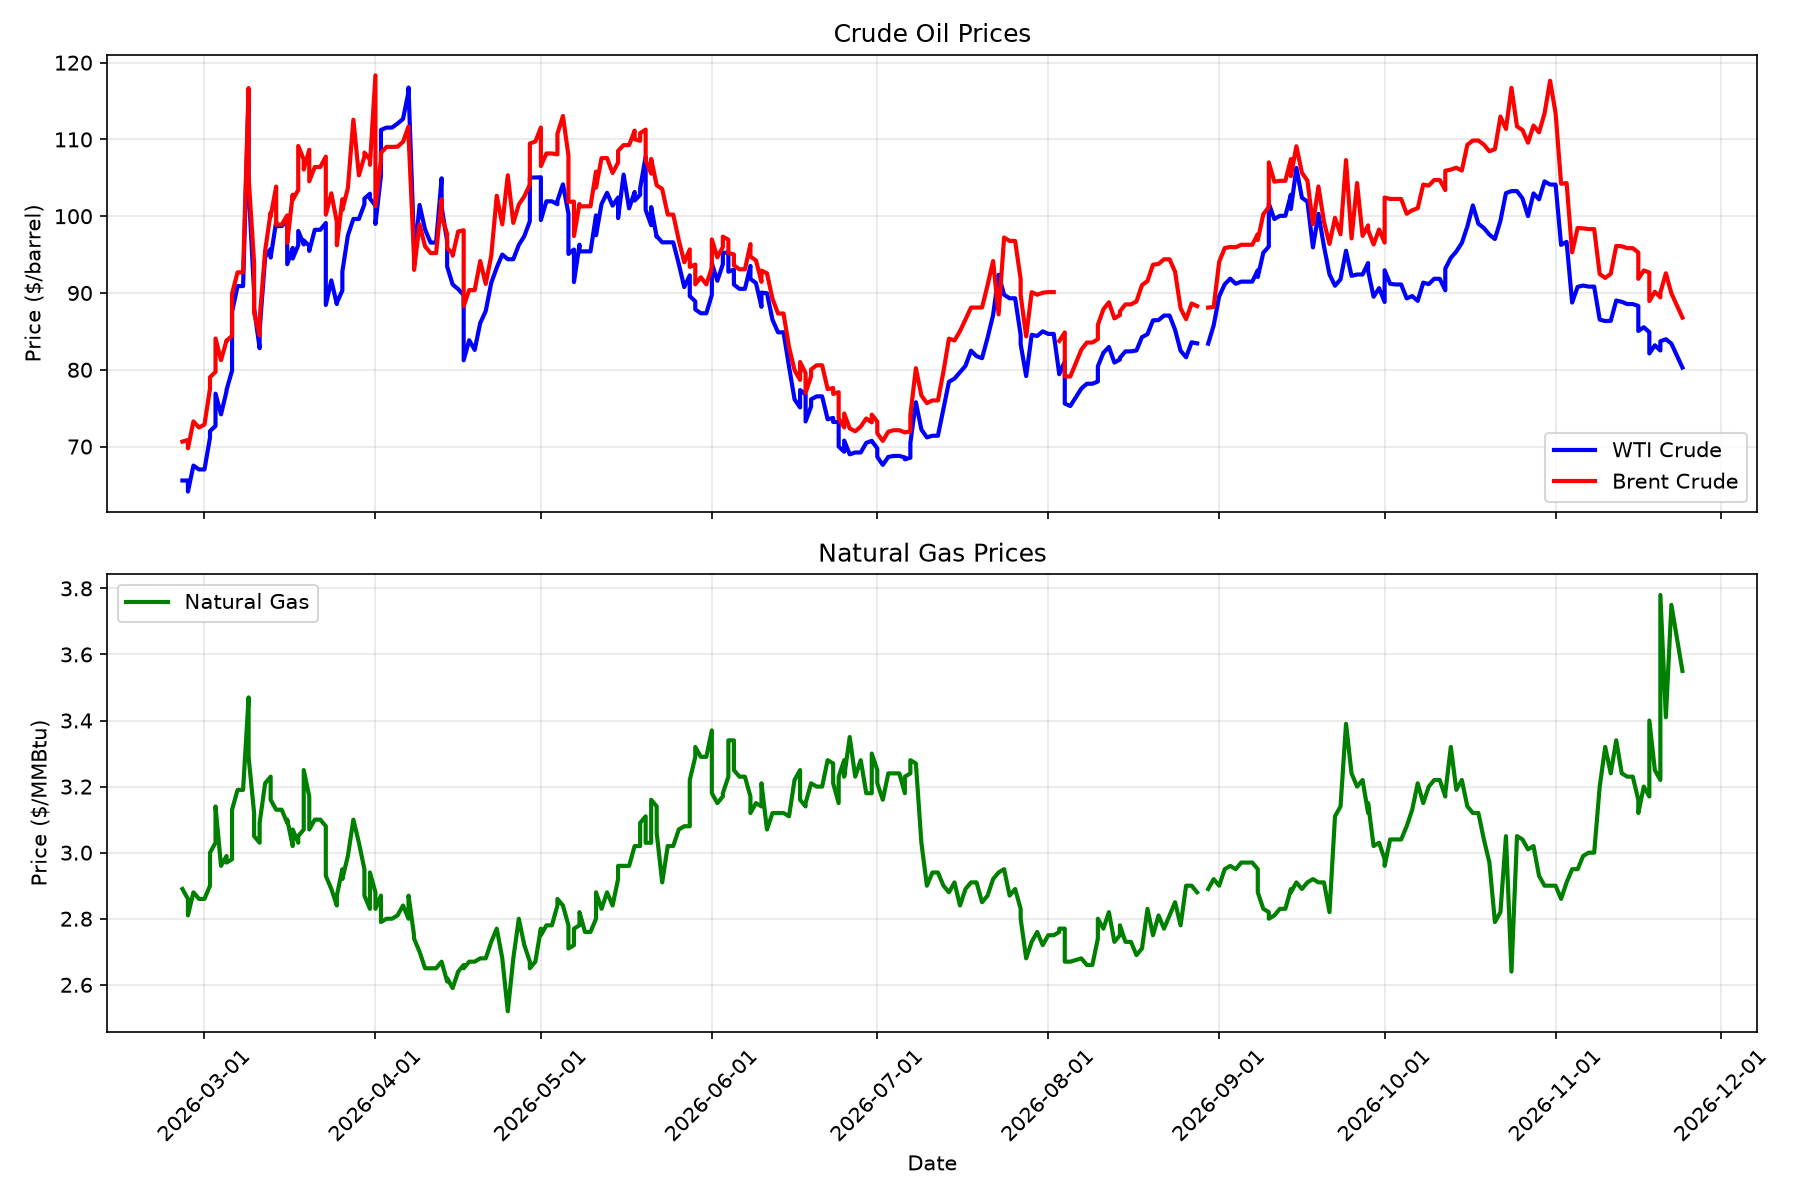 Crude Oil Prices
Price ($/barrel)
120
110
100
90
80
70
WTI Crude
Brent Crude
Natural Gas Prices
Price ($/MMBtu)
3.8
3.6
3.4
3.2
3.0
2.8
2.6
Natural Gas
2026-03-01
2026-04-01
2026-05-01
2026-06-01
2026-07-01
2026-08-01
2026-09-01
2026-10-01
2026-11-01
2026-12-01
Date